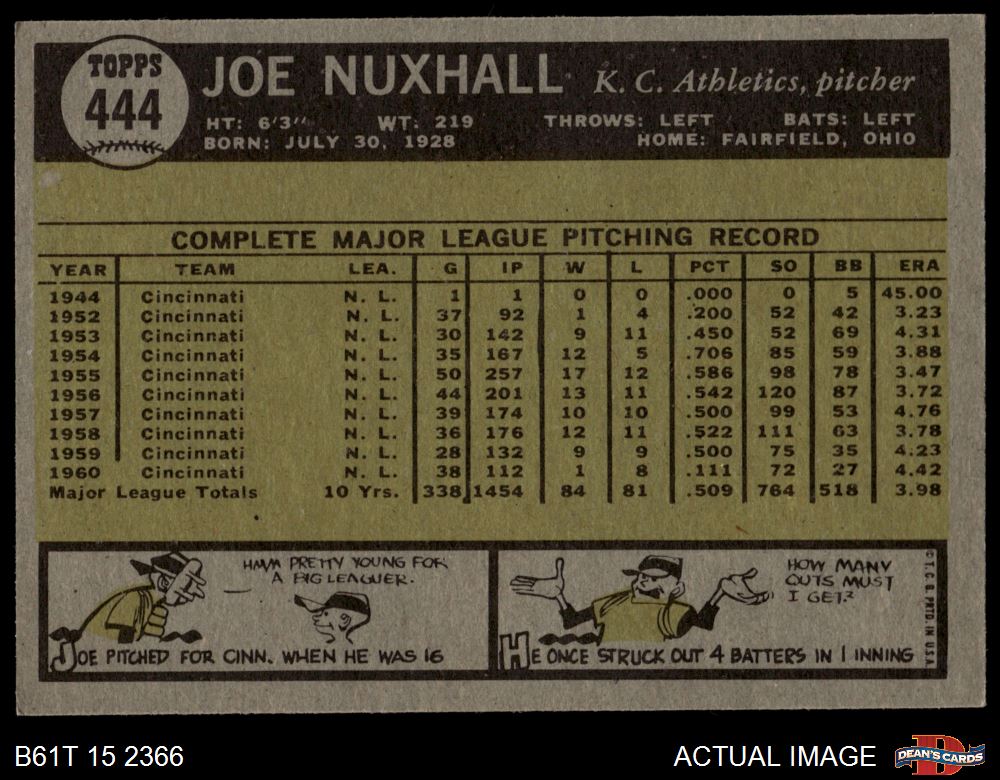 TOPPS
444
JOE NUXHALL K. C. Athletics, pitcher
HT: 6'3" WT: 219 THROWS: LEFT BATS: LEFT
BORN: JULY 30, 1928 HOME: FAIRFIELD, OHIO
COMPLETE MAJOR LEAGUE PITCHING RECORD
YEAR TEAM LEA. G IP W L PCT SO BB ERA
1944 Cincinnati N. L. 1 1 0 0 .000 0 5 45.00
1952 Cincinnati N. L. 37 92 1 4 .200 52 42 3.23
1953 Cincinnati N. L. 30 142 9 11 .450 52 69 4.31
1954 Cincinnati N. L. 35 167 12 5 .706 85 59 3.88
1955 Cincinnati N. L. 50 257 17 12 .586 98 78 3.47
1956 Cincinnati N. L. 44 201 13 11 .542 120 87 3.72
1957 Cincinnati N. L. 39 174 10 10 .500 99 53 4.76
1958 Cincinnati N. L. 36 176 12 11 .522 111 63 3.78
1959 Cincinnati N. L. 28 132 9 9 .500 75 35 4.23
1960 Cincinnati N. L. 38 112 1 8 .111 72 27 4.42
Major League Totals 10 Yrs. 338 1454 84 81 .509 764 518 3.98
HMM PRETTY YOUNG FOR
A BIG LEAGUER.
JOE PITCHED FOR CINN. WHEN HE WAS 16
HOW MANY
OUTS MUST
I GET?
HE ONCE STRUCK OUT 4 BATTERS IN 1 INNING
© T. C. G. PRTD. IN U.S.A.
B61T 15 2366 ACTUAL IMAGE
DEAN'S CARDS